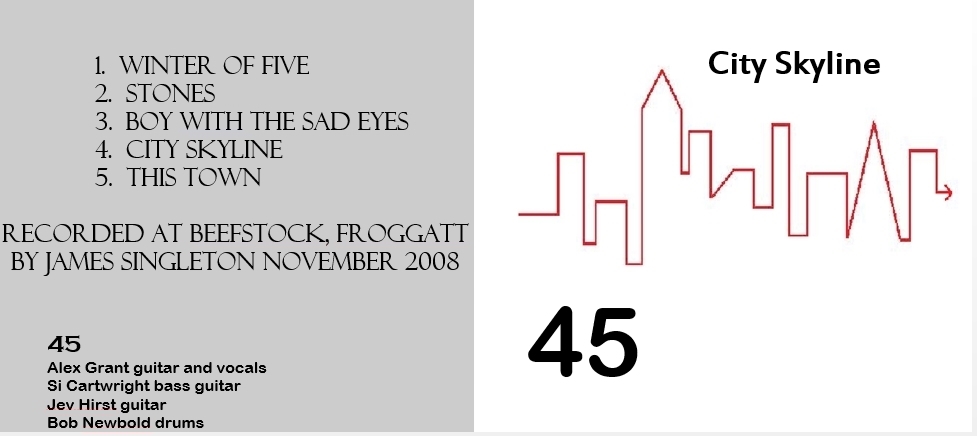 1. WINTER OF FIVE
2. STONES
3. BOY WITH THE SAD EYES
4. CITY SKYLINE
5. THIS TOWN
RECORDED AT BEEFSTOCK, FROGGATT
BY JAMES SINGLETON NOVEMBER 2008
45
Alex Grant guitar and vocals
Si Cartwright bass guitar
Jev Hirst guitar
Bob Newbold drums
City Skyline
45